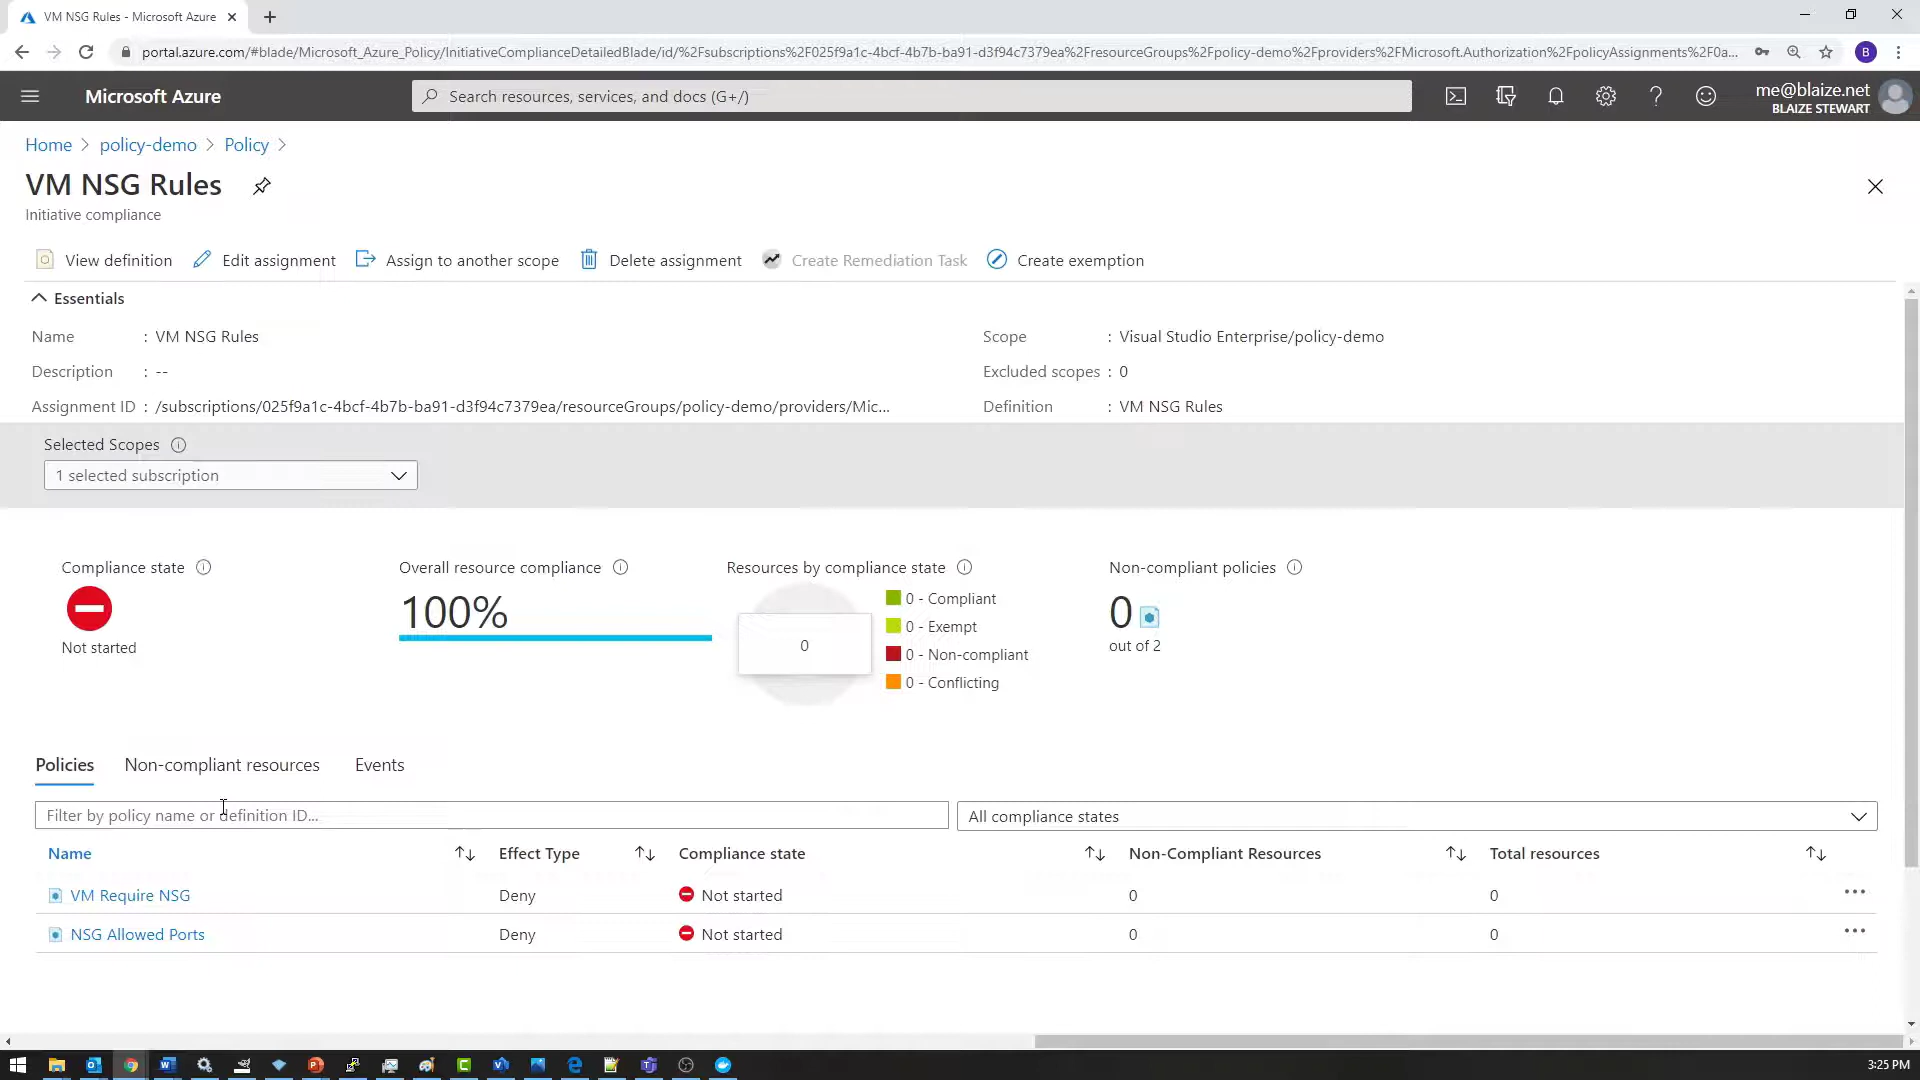 VM NSG Rules - Microsoft Azure
portal.azure.com/#blade/Microsoft_Azure_Policy/InitiativeComplianceDetailedBlade/id/%2Fsubscriptions%2F025f9a1c-4bcf-4b7b-ba91-d3f94c7379ea%2FresourceGroups%2Fpolicy-demo%2Fproviders%2FMicrosoft.Authorization%2FpolicyAssignments%2F0a...
B
Microsoft Azure
Search resources, services, and docs (G+/)
me@blaize.net
BLAIZE STEWART
Home > policy-demo > Policy >
VM NSG Rules
Initiative compliance
View definition Edit assignment Assign to another scope Delete assignment Create Remediation Task Create exemption
Essentials
Name : VM NSG Rules Scope : Visual Studio Enterprise/policy-demo
Description : -- Excluded scopes : 0
Assignment ID : /subscriptions/025f9a1c-4bcf-4b7b-ba91-d3f94c7379ea/resourceGroups/policy-demo/providers/Mic... Definition : VM NSG Rules
Selected Scopes
1 selected subscription
Compliance state
Not started
Overall resource compliance
100%
Resources by compliance state
0
0 - Compliant
0 - Exempt
0 - Non-compliant
0 - Conflicting
Non-compliant policies
0
out of 2
Policies Non-compliant resources Events
Filter by policy name or definition ID... All compliance states
Name Effect Type Compliance state Non-Compliant Resources Total resources
VM Require NSG Deny Not started 0 0
NSG Allowed Ports Deny Not started 0 0
3:25 PM